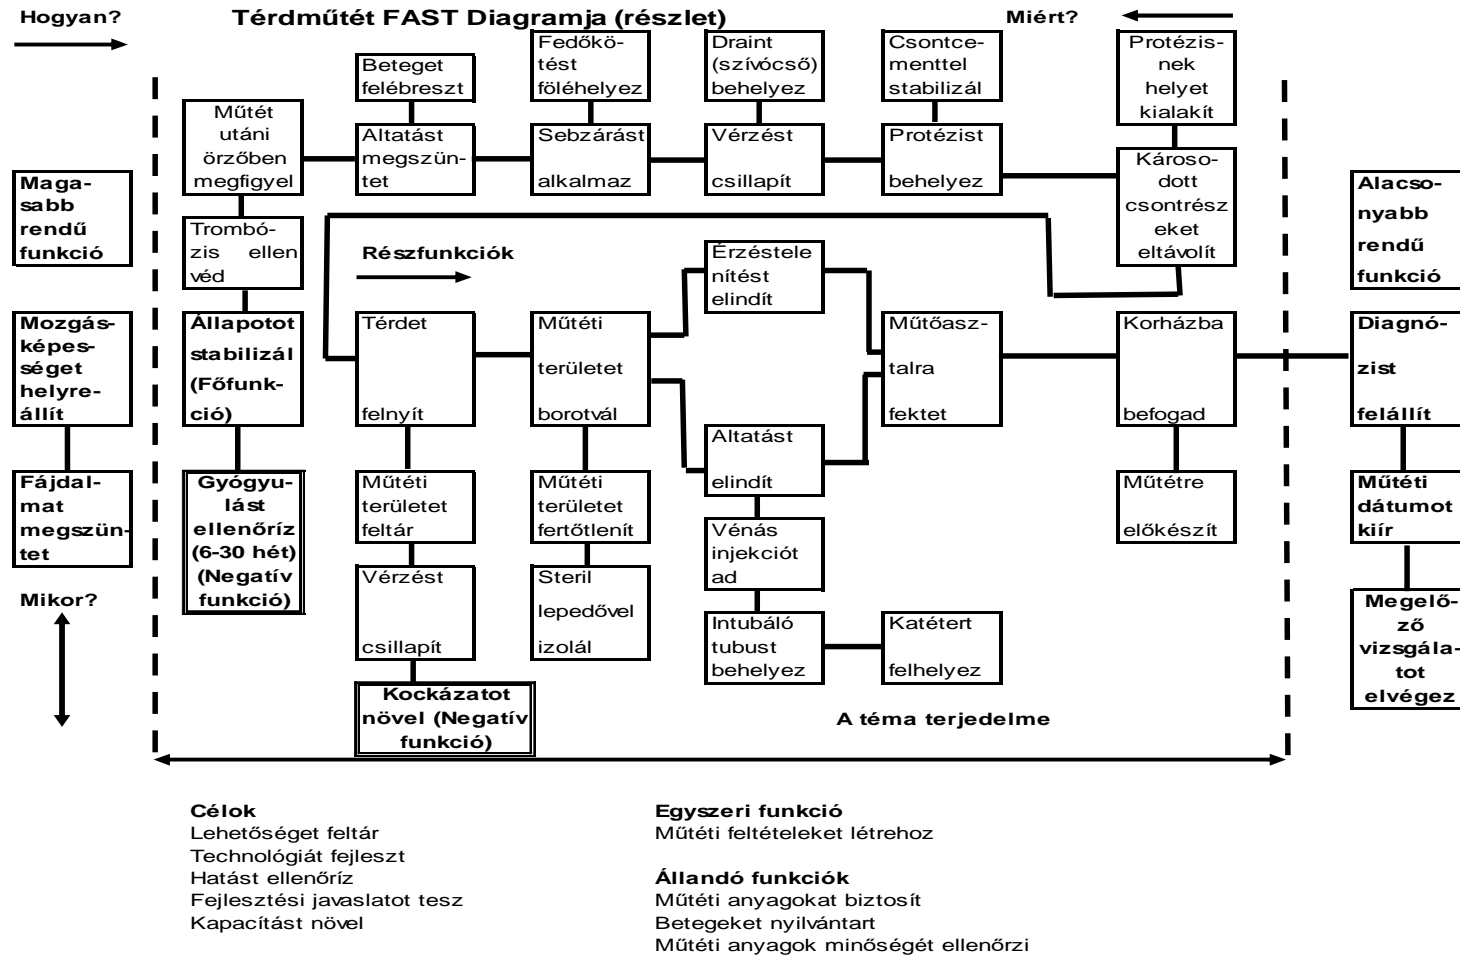 Hogyan?
Térdműtét FAST Diagramja (részlet)
Miért?
Műtét
utáni
örzőben
megfigyel
Beteget
felébreszt
Altatást
megszün-
tet
Fedőkö-
tést
föléhelyez
Sebzárást
alkalmaz
Draint
(szívócső)
behelyez
Vérzést
csillapít
Csontce-
menttel
stabilizál
Protézist
behelyez
Protézis-
nek
helyet
kialakít
Károso-
dott
csontrész
eket
eltávolít
Maga-
sabb
rendű
funkció
Trombó-
zis ellen
véd
Részfunkciók
Érzéstele
nítést
elindít
Alacso-
nyabb
rendű
funkció
Mozgás-
képes-
séget
helyre-
állít
Állapotot
stabilizál
(Főfunk-
ció)
Térdet
felnyít
Műtéti
területet
borotvál
Altatást
elindít
Műtőasz-
talra
fektet
Korházba
befogad
Diagnó-
zist
felállít
Fájdal-
mat
megszün-
tet
Gyógyu-
lást
ellenőríz
(6-30 hét)
(Negatív
funkció)
Műtéti
területet
feltár
Műtéti
területet
fertőtlenít
Vénás
injekciót
ad
Műtétre
előkészít
Műtéti
dátumot
kiír
Mikor?
Vérzést
csillapít
Steril
lepedővel
izolál
Intubáló
tubust
behelyez
Katétert
felhelyez
Megelő-
ző
vizsgála-
tot
elvégez
Kockázatot
növel (Negatív
funkció)
A téma terjedelme
Célok
Lehetőséget feltár
Technológiát fejleszt
Hatást ellenőríz
Fejlesztési javaslatot tesz
Kapacítást növel
Egyszeri funkció
Műtéti feltételeket létrehoz
Állandó funkciók
Műtéti anyagokat biztosít
Betegeket nyilvántart
Műtéti anyagok minőségét ellenőrzi